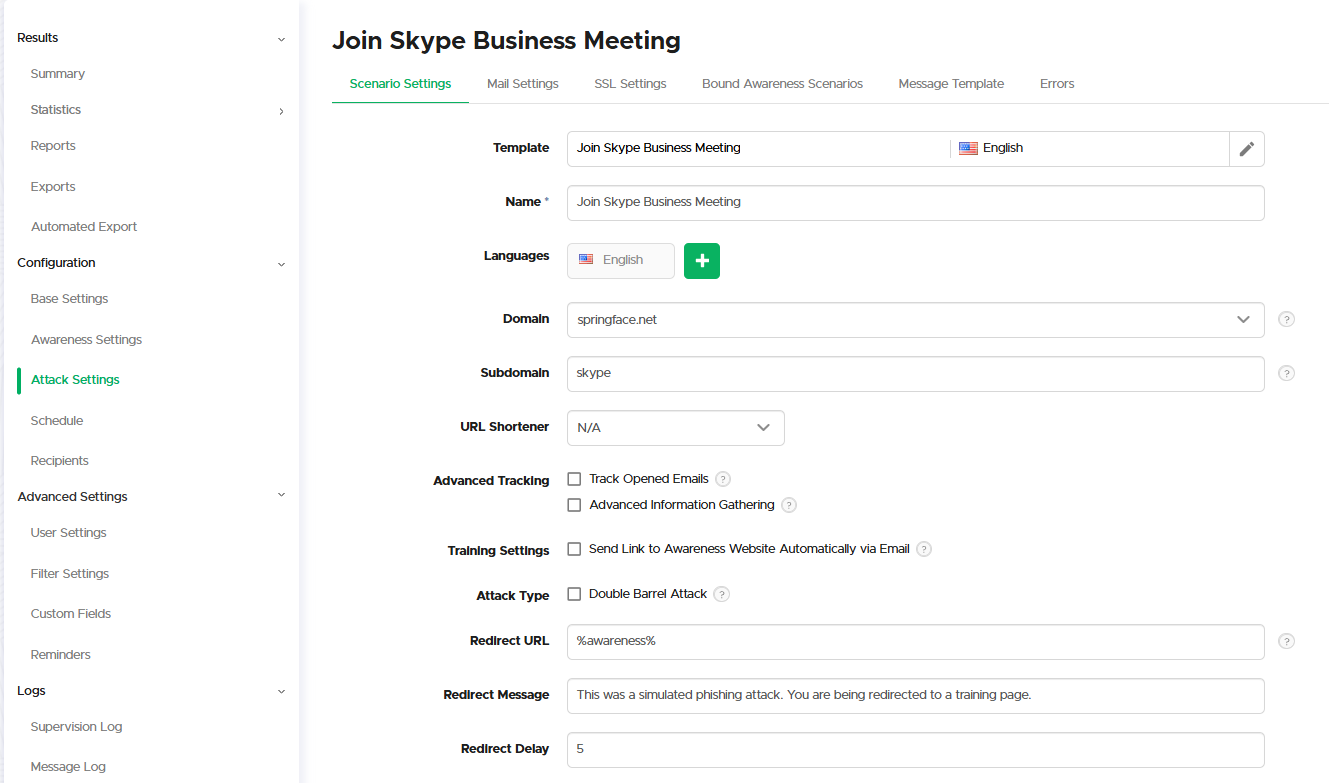 Results
Summary
Statistics
Reports
Exports
Automated Export
Configuration
Base Settings
Awareness Settings
Attack Settings
Schedule
Recipients
Advanced Settings
User Settings
Filter Settings
Custom Fields
Reminders
Logs
Supervision Log
Message Log
Join Skype Business Meeting
Scenario Settings Mail Settings SSL Settings Bound Awareness Scenarios Message Template Errors
Template Join Skype Business Meeting English
Name * Join Skype Business Meeting
Languages English +
Domain springface.net ?
Subdomain skype ?
URL Shortener N/A
Advanced Tracking Track Opened Emails ?
Advanced Information Gathering ?
Training Settings Send Link to Awareness Website Automatically via Email ?
Attack Type Double Barrel Attack ?
Redirect URL %awareness% ?
Redirect Message This was a simulated phishing attack. You are being redirected to a training page.
Redirect Delay 5